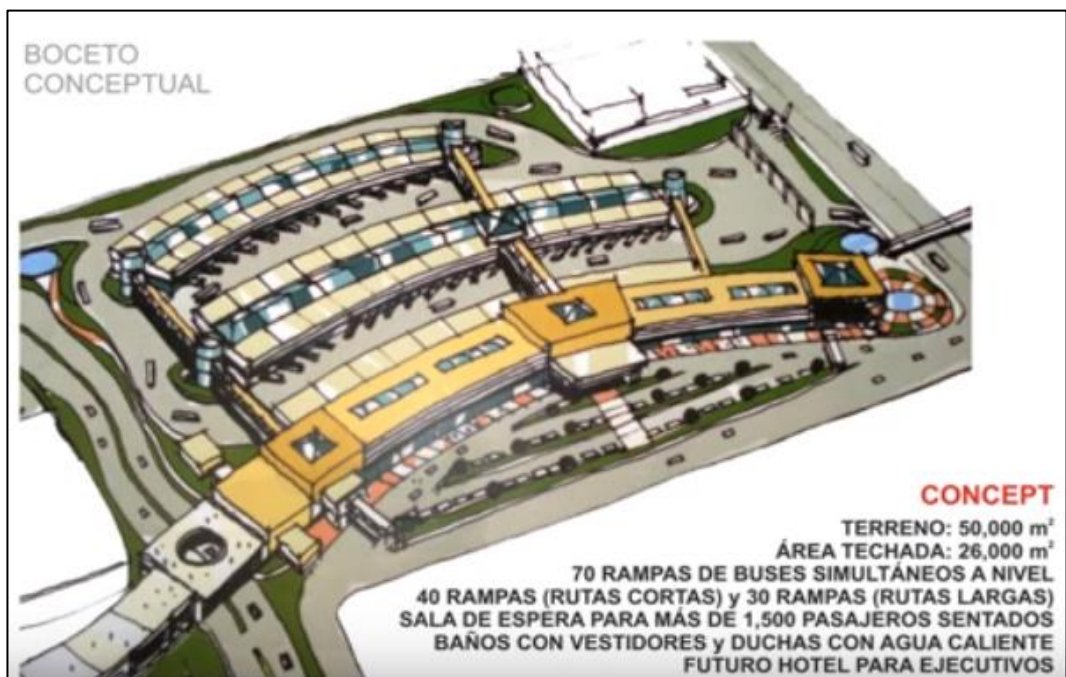 BOCETO
CONCEPTUAL
CONCEPT
TERRENO: 50,000 m²
ÁREA TECHADA: 26,000 m²
70 RAMPAS DE BUSES SIMULTÁNEOS A NIVEL
40 RAMPAS (RUTAS CORTAS) y 30 RAMPAS (RUTAS LARGAS)
SALA DE ESPERA PARA MÁS DE 1,500 PASAJEROS SENTADOS
BAÑOS CON VESTIDORES y DUCHAS CON AGUA CALIENTE
FUTURO HOTEL PARA EJECUTIVOS